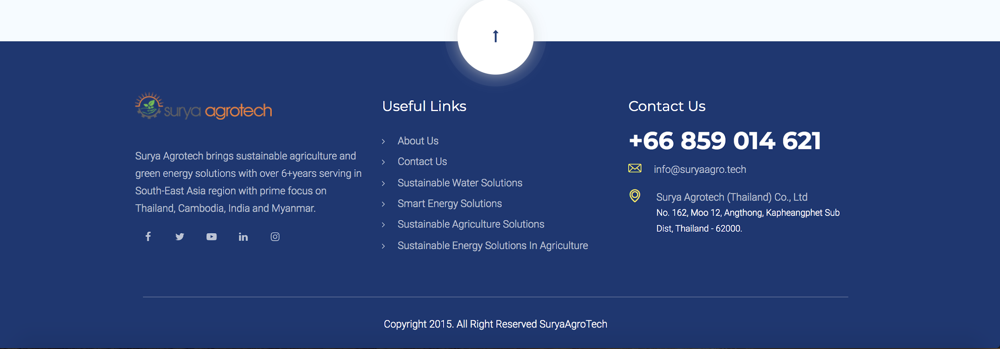 surya agrotech
Surya Agrotech brings sustainable agriculture and
green energy solutions with over 6+years serving in
South-East Asia region with prime focus on
Thailand, Cambodia, India and Myanmar.
Useful Links
About Us
Contact Us
Sustainable Water Solutions
Smart Energy Solutions
Sustainable Agriculture Solutions
Sustainable Energy Solutions In Agriculture
Contact Us
+66 859 014 621
info@suryaagro.tech
Surya Agrotech (Thailand) Co., Ltd
No. 162, Moo 12, Angthong, Kapheangphet Sub
Dist, Thailand - 62000.
Copyright 2015. All Right Reserved SuryaAgroTech